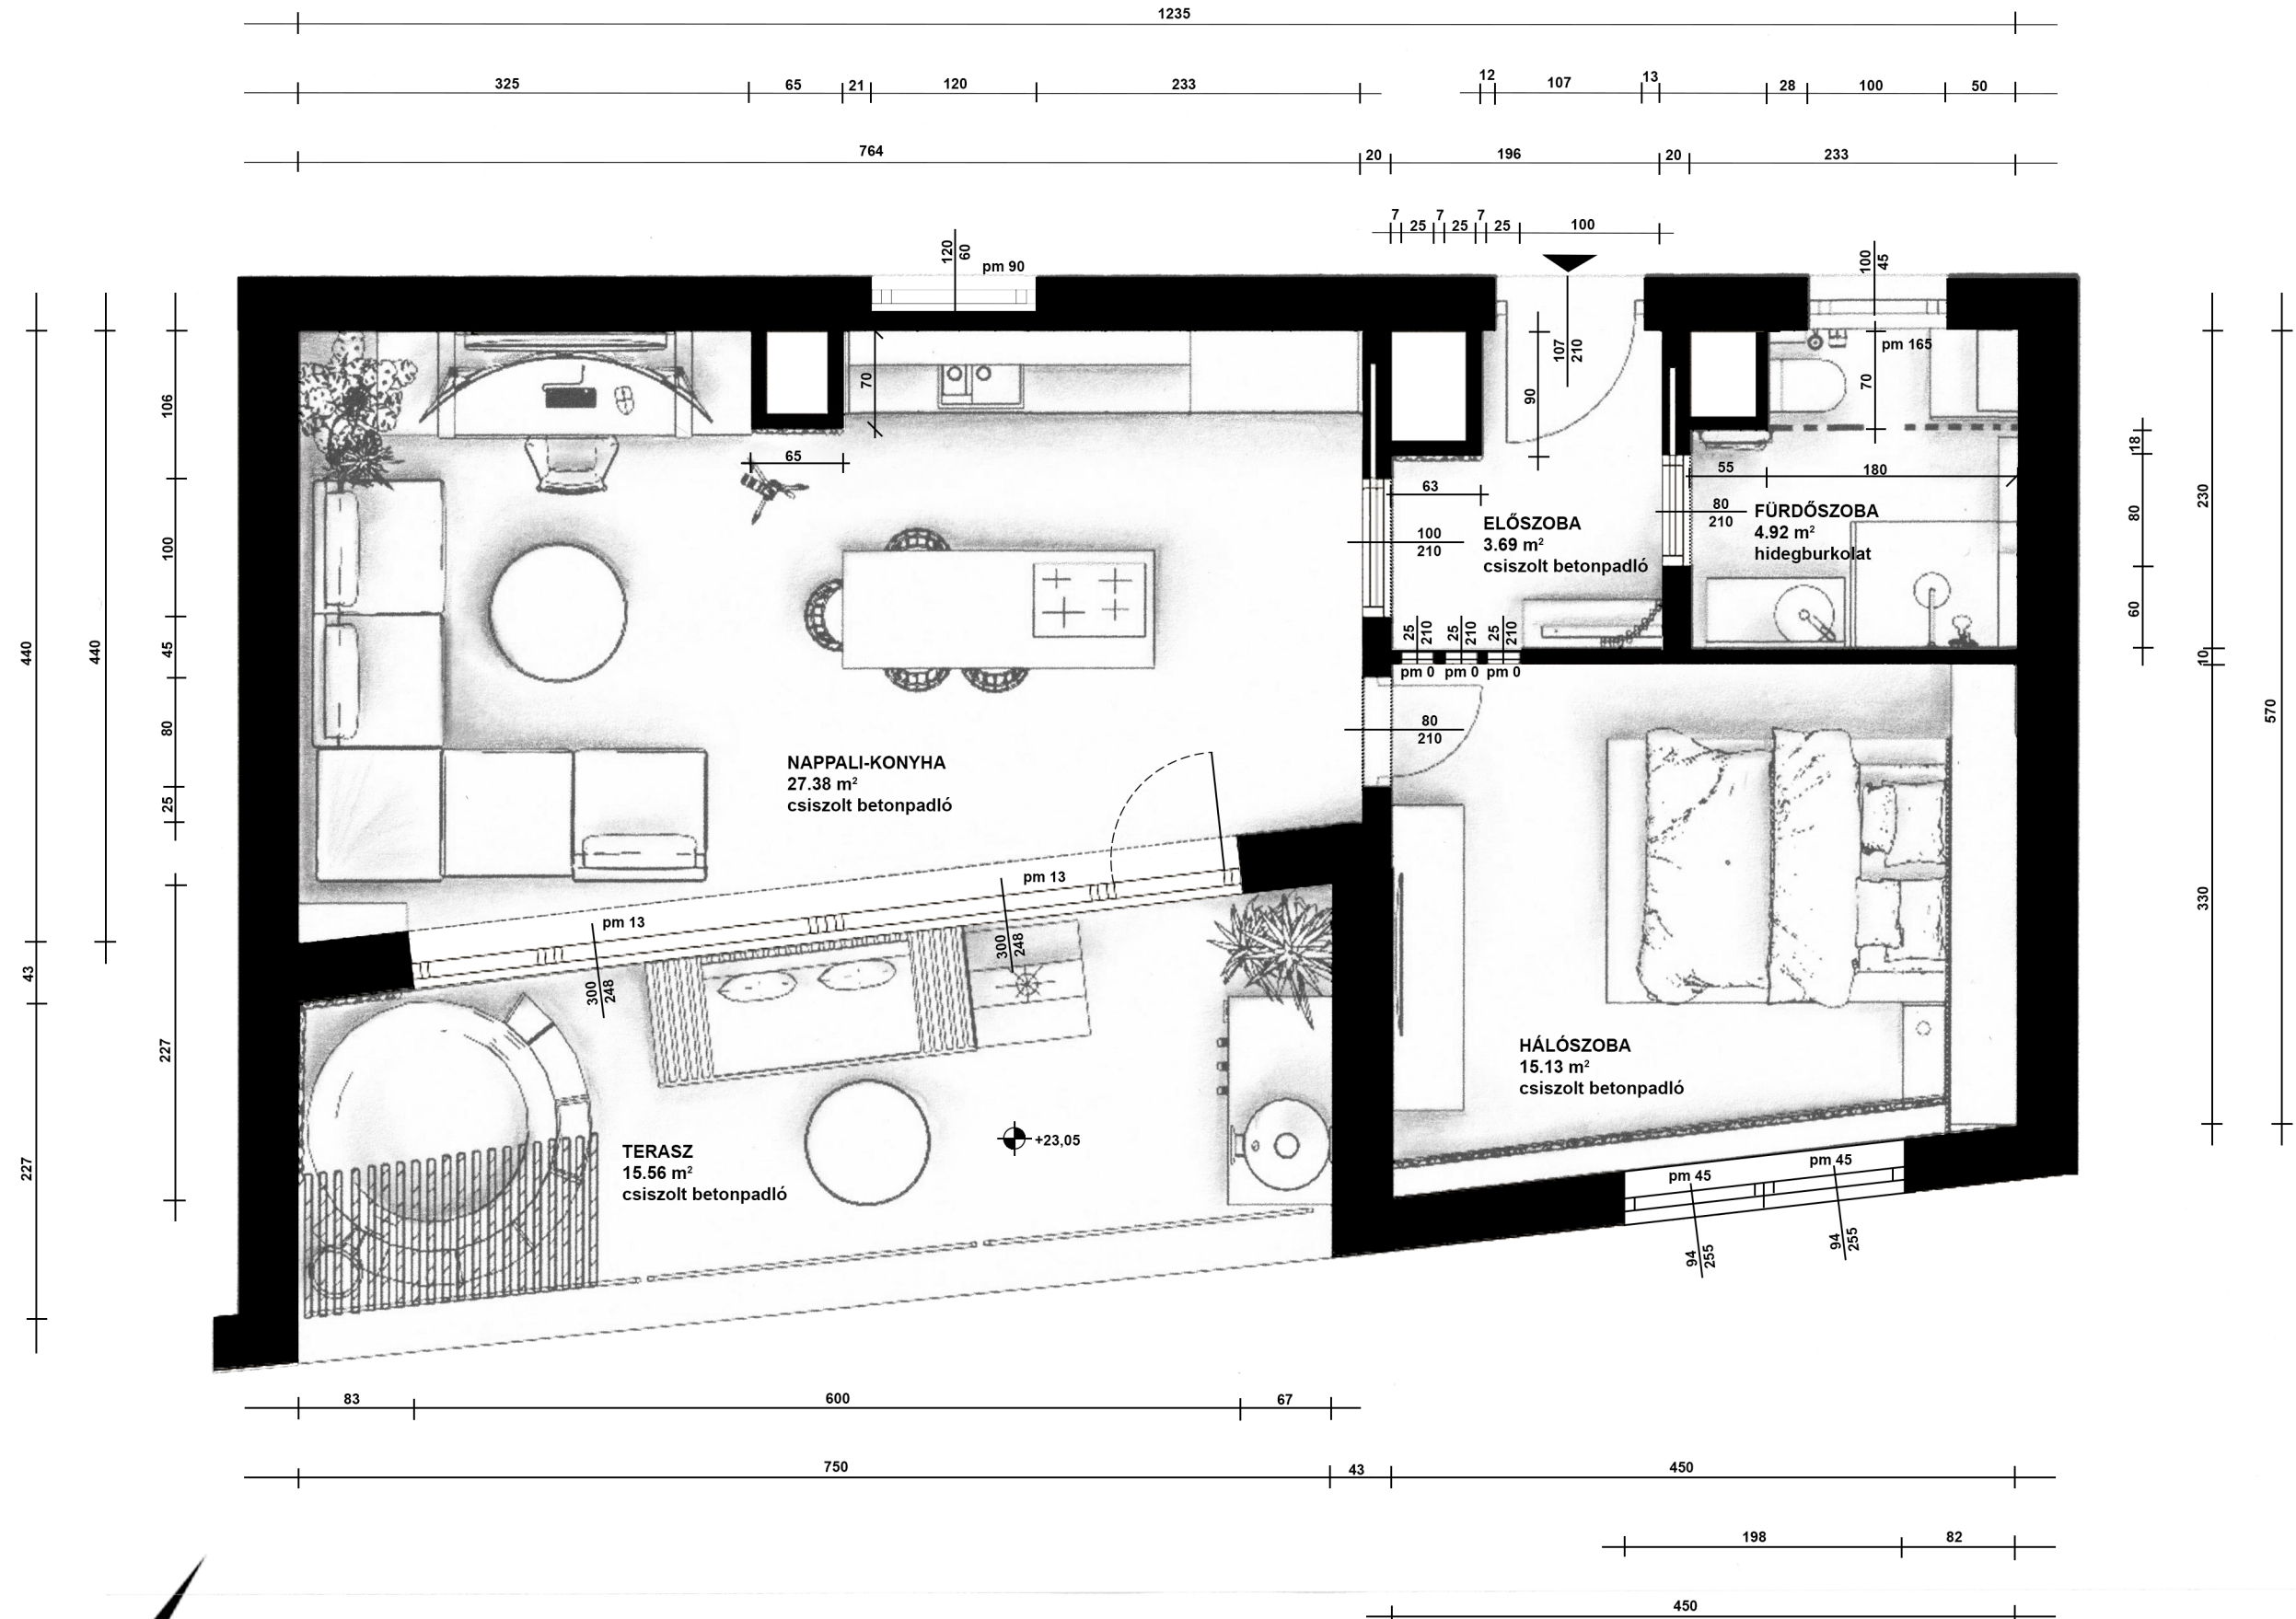 1235
325 65 21 120 233 12 107 13 28 100 50
764 20 196 20 233
7 25 7 25 7 25 100
120
60
pm 90
107
210
100
45
pm 165
70
70
90
65
63
55 180
106
100
45
80
25
227
440
440
43
227
18
80
60
230
10
330
570
100
210
80
210
ELŐSZOBA
3.69 m²
csiszolt betonpadló
FÜRDŐSZOBA
4.92 m²
hidegburkolat
25
210
25
210
25
210
pm 0 pm 0 pm 0
80
210
NAPPALI-KONYHA
27.38 m²
csiszolt betonpadló
pm 13
pm 13
300
248
300
248
HÁLÓSZOBA
15.13 m²
csiszolt betonpadló
TERASZ
15.56 m²
csiszolt betonpadló
+23,05
pm 45
pm 45
94
255
94
255
83 600 67
750 43 450
198 82
450